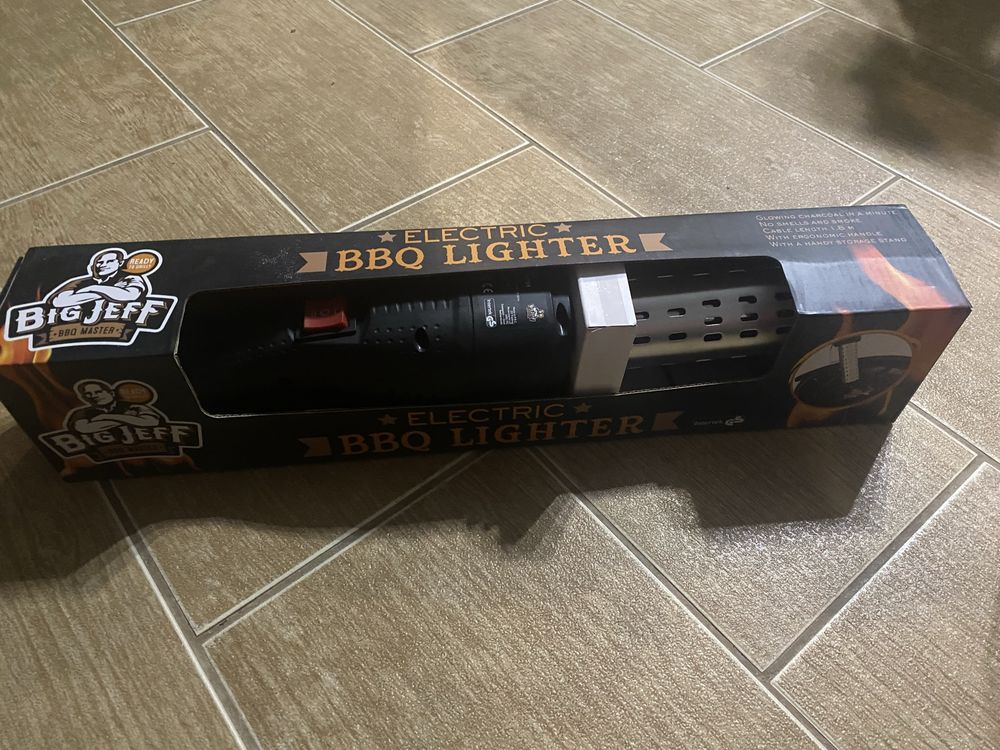 ELECTRIC
BBQ LIGHTER
GLOWING CHARCOAL IN A MINUTE
NO SMELLS AND SMOKE
CABLE LENGTH 1.8 M
WITH ERGONOMIC HANDLE
WITH A HANDY STORAGE STAND
READY
TO GRILL?
BIG JEFF
BBQ MASTER
ELECTRIC
BBQ LIGHTER
BIG JEFF